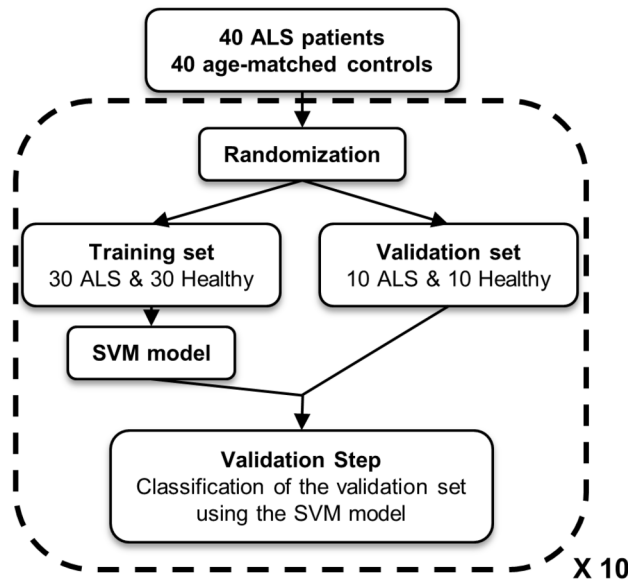 40 ALS patients
40 age-matched controls
Randomization
Training set
30 ALS & 30 Healthy
Validation set
10 ALS & 10 Healthy
SVM model
Validation Step
Classification of the validation set
using the SVM model
X 10